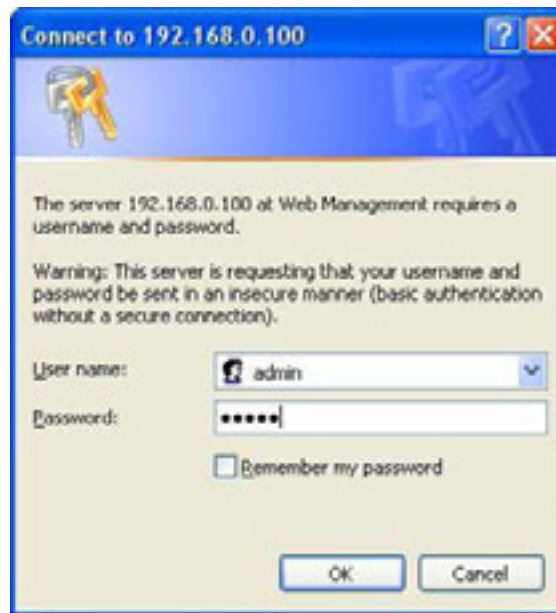 Connect to 192.168.0.100
The server 192.168.0.100 at Web Management requires a
username and password.
Warning: This server is requesting that your username and
password be sent in an insecure manner (basic authentication
without a secure connection).
User name:
admin
Password:
•••••
Remember my password
OK
Cancel